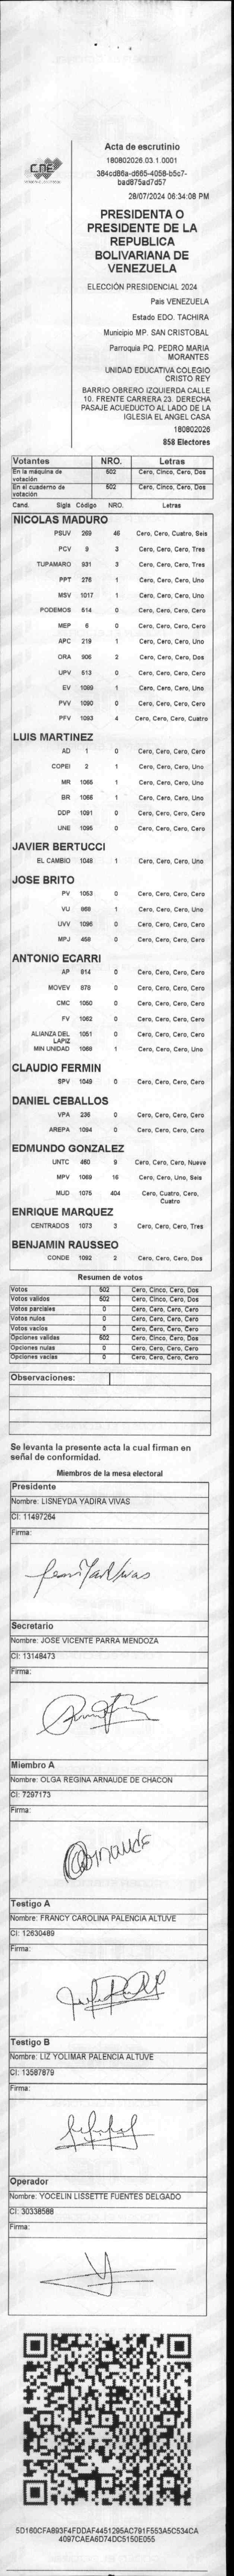 CNE
Acta de escrutinio
180802026.03.1.0001
384cd86a-d665-4058-b5c7-
bad875ad7d57
28/07/2024 06:34:08 PM
PRESIDENTA O
PRESIDENTE DE LA
REPUBLICA
BOLIVARIANA DE
VENEZUELA
ELECCIÓN PRESIDENCIAL 2024
Pais VENEZUELA
Estado EDO. TACHIRA
Municipio MP. SAN CRISTOBAL
Parroquia PQ. PEDRO MARIA
MORANTES
UNIDAD EDUCATIVA COLEGIO
CRISTO REY
BARRIO OBRERO IZQUIERDA CALLE
10. FRENTE CARRERA 23. DERECHA
PASAJE ACUEDUCTO AL LADO DE LA
IGLESIA EL ANGEL CASA
180802026
858 Electores
Votantes NRO. Letras
En la máquina de votación 502 Cero, Cinco, Cero, Dos
En el cuaderno de votación 502 Cero, Cinco, Cero, Dos
Cand. Sigla Código NRO. Letras
NICOLAS MADURO
PSUV 269 46 Cero, Cero, Cuatro, Seis
PCV 9 3 Cero, Cero, Cero, Tres
TUPAMARO 931 3 Cero, Cero, Cero, Tres
PPT 276 1 Cero, Cero, Cero, Uno
MSV 1017 1 Cero, Cero, Cero, Uno
PODEMOS 514 0 Cero, Cero, Cero, Cero
MEP 6 0 Cero, Cero, Cero, Cero
APC 219 1 Cero, Cero, Cero, Uno
ORA 906 2 Cero, Cero, Cero, Dos
UPV 513 0 Cero, Cero, Cero, Cero
EV 1089 1 Cero, Cero, Cero, Uno
PVV 1090 0 Cero, Cero, Cero, Cero
PFV 1093 4 Cero, Cero, Cero, Cuatro
LUIS MARTINEZ
AD 1 0 Cero, Cero, Cero, Cero
COPEI 2 1 Cero, Cero, Cero, Uno
MR 1065 1 Cero, Cero, Cero, Uno
BR 1066 1 Cero, Cero, Cero, Uno
DDP 1091 0 Cero, Cero, Cero, Cero
UNE 1095 0 Cero, Cero, Cero, Cero
JAVIER BERTUCCI
EL CAMBIO 1048 1 Cero, Cero, Cero, Uno
JOSE BRITO
PV 1053 0 Cero, Cero, Cero, Cero
VU 968 1 Cero, Cero, Cero, Uno
UVV 1096 0 Cero, Cero, Cero, Cero
MPJ 458 0 Cero, Cero, Cero, Cero
ANTONIO ECARRI
AP 814 0 Cero, Cero, Cero, Cero
MOVEV 878 0 Cero, Cero, Cero, Cero
CMC 1050 0 Cero, Cero, Cero, Cero
FV 1062 0 Cero, Cero, Cero, Cero
ALIANZA DEL LAPIZ 1051 0 Cero, Cero, Cero, Cero
MIN UNIDAD 1088 1 Cero, Cero, Cero, Uno
CLAUDIO FERMIN
SPV 1049 0 Cero, Cero, Cero, Cero
DANIEL CEBALLOS
VPA 236 0 Cero, Cero, Cero, Cero
AREPA 1094 0 Cero, Cero, Cero, Cero
EDMUNDO GONZALEZ
UNTC 460 9 Cero, Cero, Cero, Nueve
MPV 1069 16 Cero, Cero, Uno, Seis
MUD 1075 404 Cero, Cuatro, Cero, Cuatro
ENRIQUE MARQUEZ
CENTRADOS 1073 3 Cero, Cero, Cero, Tres
BENJAMIN RAUSSEO
CONDE 1092 2 Cero, Cero, Cero, Dos
Resumen de votos
Votos 502 Cero, Cinco, Cero, Dos
Votos validos 502 Cero, Cinco, Cero, Dos
Votos parciales 0 Cero, Cero, Cero, Cero
Votos nulos 0 Cero, Cero, Cero, Cero
Votos vacíos 0 Cero, Cero, Cero, Cero
Opciones validas 502 Cero, Cinco, Cero, Dos
Opciones nulas 0 Cero, Cero, Cero, Cero
Opciones vacías 0 Cero, Cero, Cero, Cero
Observaciones:
Se levanta la presente acta la cual firman en
señal de conformidad.
Miembros de la mesa electoral
Presidente
Nombre: LISNEYDA YADIRA VIVAS
CI: 11497264
Firma:
Secretario
Nombre: JOSE VICENTE PARRA MENDOZA
CI: 13148473
Firma:
Miembro A
Nombre: OLGA REGINA ARNAUDE DE CHACON
CI: 7297173
Firma:
Testigo A
Nombre: FRANCY CAROLINA PALENCIA ALTUVE
CI: 12630489
Firma:
Testigo B
Nombre: LIZ YOLIMAR PALENCIA ALTUVE
CI: 13587879
Firma:
Operador
Nombre: YOCELIN LISSETTE FUENTES DELGADO
CI: 30338588
Firma:
5D160CFA893F4FDDAF4451295AC791F553A5C534CA
4097CAEA6D74DC5150E055